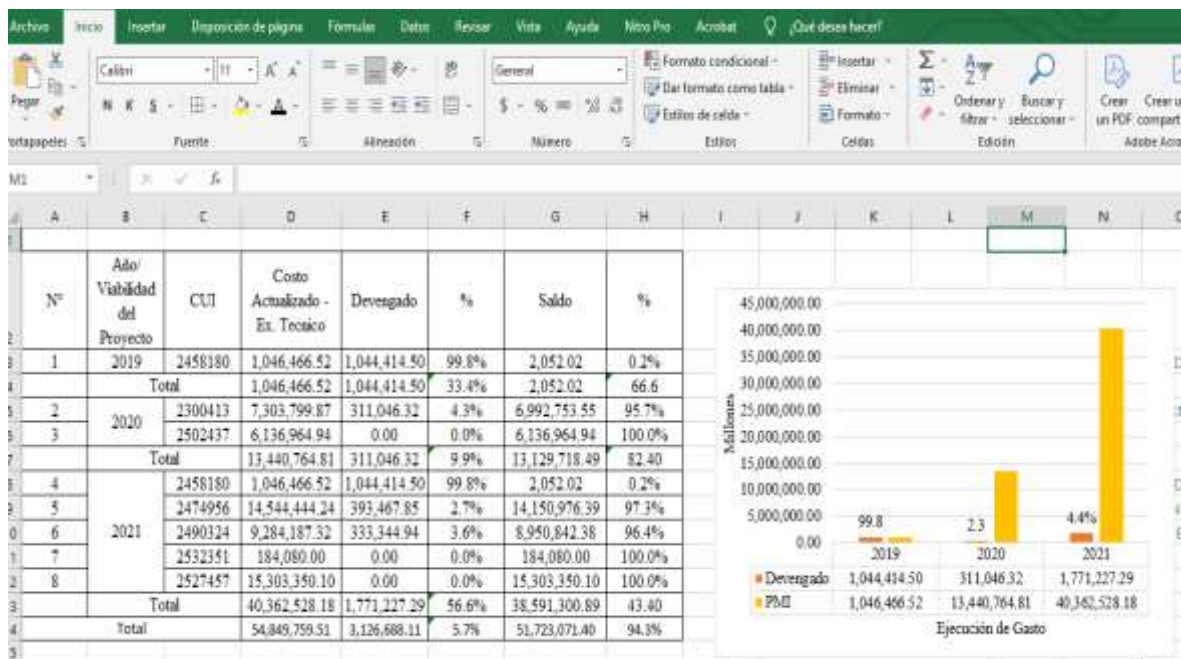 Archivo Inicio Insertar Disposición de página Fórmulas Datos Revisar Vista Ayuda Nitro Pro Acrobat ¿Qué desea hacer?
Calibri 11 General
Pegar
N K S
$ - %
Formato condicional
Dar formato como tabla
Estilos de celda
Insertar
Eliminar
Formato
Ordenar y filtrar
Buscar y seleccionar
Crear un PDF
Crear u
compart
ortapapeles Fuente Alineación Número Estilos Celdas Edición Adobe Acro
M1 fx
A B C D E F G H I J K L M N
N° Año/ Viabilidad del Proyecto CUI Costo Actualizado - Ex. Tecnico Devengado % Saldo %
1 2019 2458180 1,046,466.52 1,044,414.50 99.8% 2,052.02 0.2%
Total 1,046,466.52 1,044,414.50 33.4% 2,052.02 66.6
2 2020 2300413 7,303,799.87 311,046.32 4.3% 6,992,753.55 95.7%
3 2502437 6,136,964.94 0.00 0.0% 6,136,964.94 100.0%
Total 13,440,764.81 311,046.32 9.9% 13,129,718.49 82.40
4 2458180 1,046,466.52 1,044,414.50 99.8% 2,052.02 0.2%
5 2474956 14,544,444.24 393,467.85 2.7% 14,150,976.39 97.3%
6 2021 2490324 9,284,187.32 333,344.94 3.6% 8,950,842.38 96.4%
7 2532351 184,080.00 0.00 0.0% 184,080.00 100.0%
8 2527457 15,303,350.10 0.00 0.0% 15,303,350.10 100.0%
Total 40,362,528.18 1,771,227.29 56.6% 38,591,300.89 43.40
Total 54,849,759.51 3,126,688.11 5.7% 51,723,071.40 94.3%
Millones
45,000,000.00
40,000,000.00
35,000,000.00
30,000,000.00
25,000,000.00
20,000,000.00
15,000,000.00
10,000,000.00
5,000,000.00
0.00
99.8 2.3 4.4%
2019 2020 2021
Devengado 1,044,414.50 311,046.32 1,771,227.29
PMI 1,046,466.52 13,440,764.81 40,362,528.18
Ejecución de Gasto